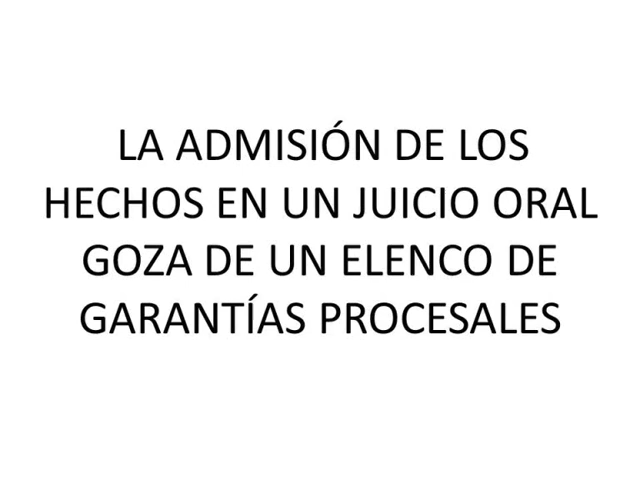 LA ADMISIÓN DE LOS
HECHOS EN UN JUICIO ORAL
GOZA DE UN ELENCO DE
GARANTÍAS PROCESALES